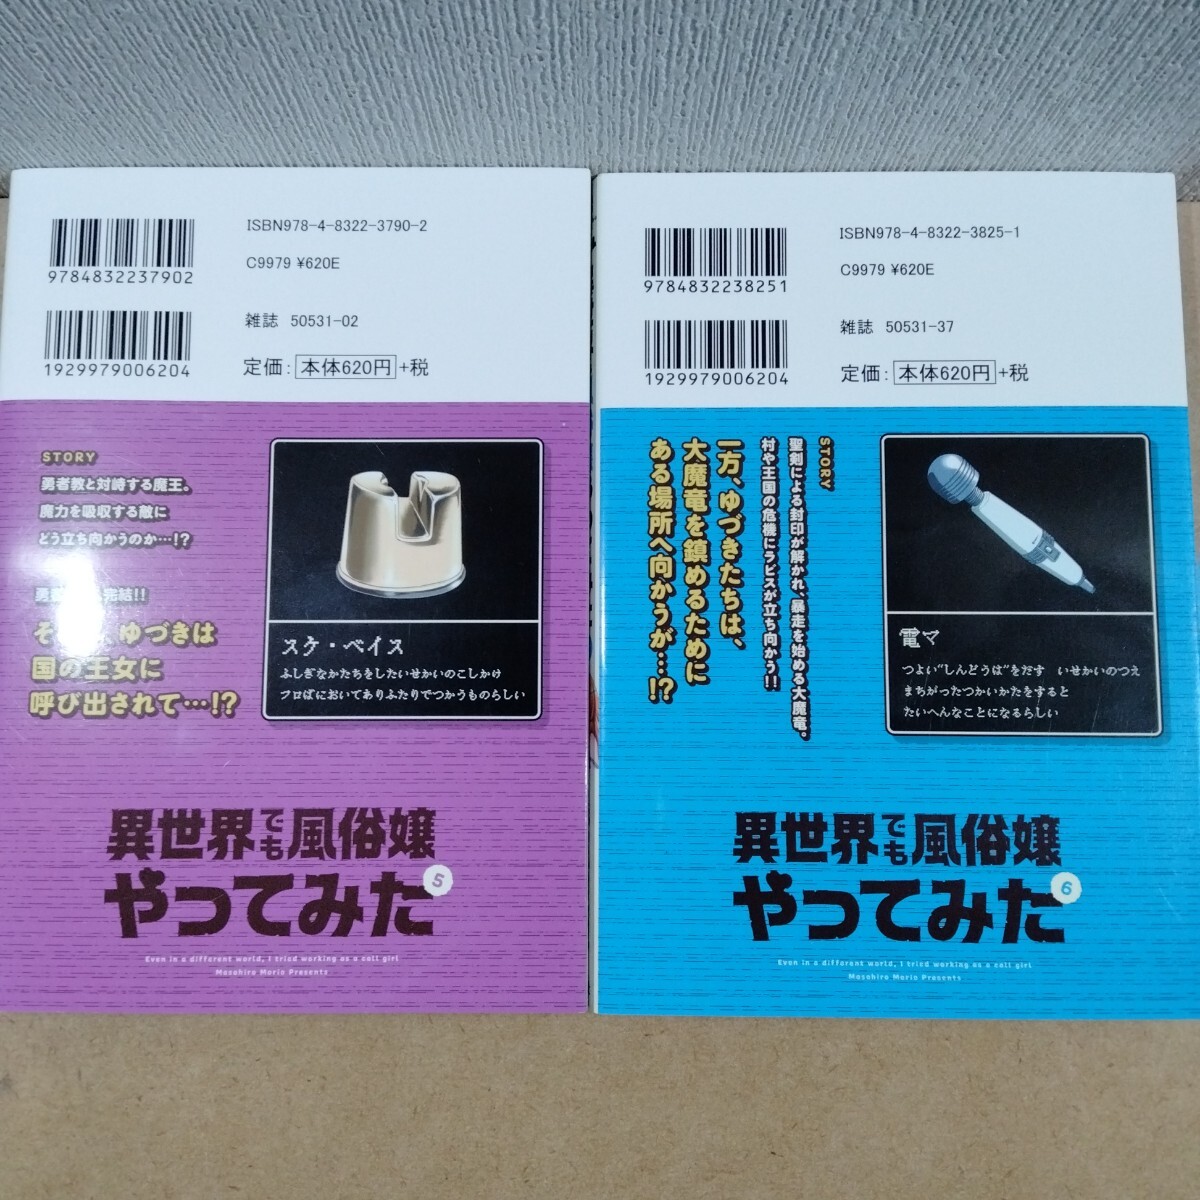 ISBN978-4-8322-3790-2
9784832237902
C9979 ¥620E
雑誌 50531-02
1929979006204
定価：本体620円+税
STORY
勇者教と対峙する魔王。
魔力を吸収する敵に
どう立ち向かうのか…!?
完結!!
ゆづきは
国の王女に
呼び出されて…!?
スケ・ベイス
ふしぎなかたちをしたいせかいのこしかけ
フロばにおいてありふたりでつかうものらしい
異世界でも風俗嬢
やってみた 5
Even in a different world, I tried working as a call girl
Masahiro Morio Presents
ISBN978-4-8322-3825-1
9784832238251
C9979 ¥620E
雑誌 50531-37
1929979006204
定価：本体620円+税
STORY
聖剣による封印が解かれ、暴走を始める大魔竜。
村や王国の危機にラピスが立ち向かう!!
一方、ゆづきたちは、
大魔竜を鎮めるために
ある場所へ向かうが…!?
電マ
つよい"しんどうは"をだす いせかいのつえ
まちがったつかいかたをすると
たいへんなことになるらしい
異世界でも風俗嬢
やってみた 6
Even in a different world, I tried working as a call girl
Masahiro Morio Presents